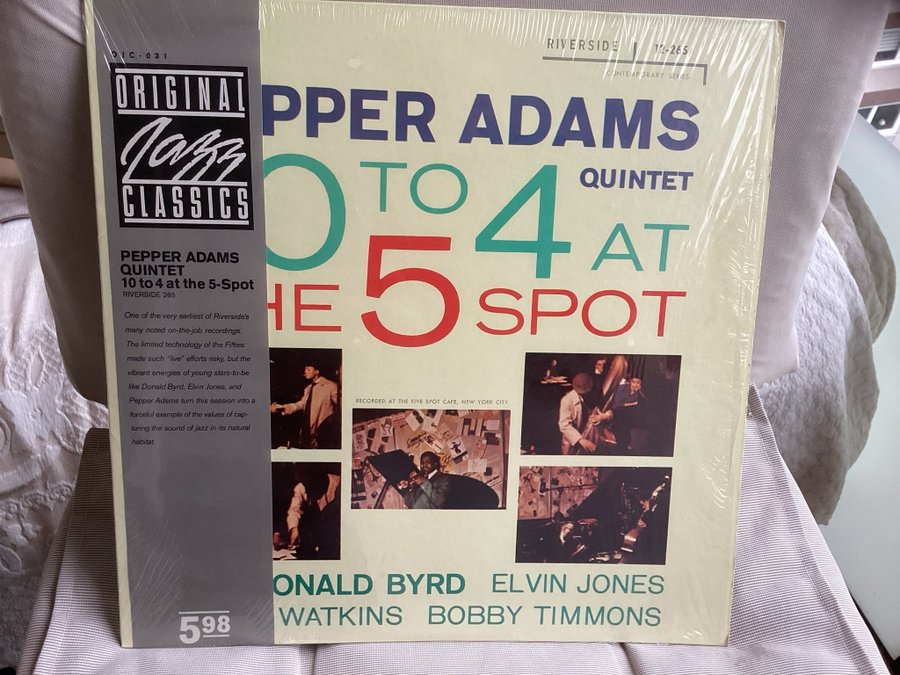 OJC-031
ORIGINAL
Jazz
CLASSICS
PEPPER ADAMS
QUINTET
10 to 4 at the 5-Spot
RIVERSIDE 265
One of the very earliest of Riverside's
many noted on-the-job recordings.
The limited technology of the Fifties
made such "live" efforts risky, but the
vibrant energies of young stars-to-be
like Donald Byrd, Elvin Jones, and
Pepper Adams turn this session into a
forceful example of the values of cap-
turing the sound of jazz in its natural
habitat.
5.98
RIVERSIDE 12-265
CONTEMPORARY SERIES
PPER ADAMS
QUINTET
0 TO 4 AT
HE 5 SPOT
RECORDED AT THE FIVE SPOT CAFE, NEW YORK CITY
ONALD BYRD ELVIN JONES
WATKINS BOBBY TIMMONS